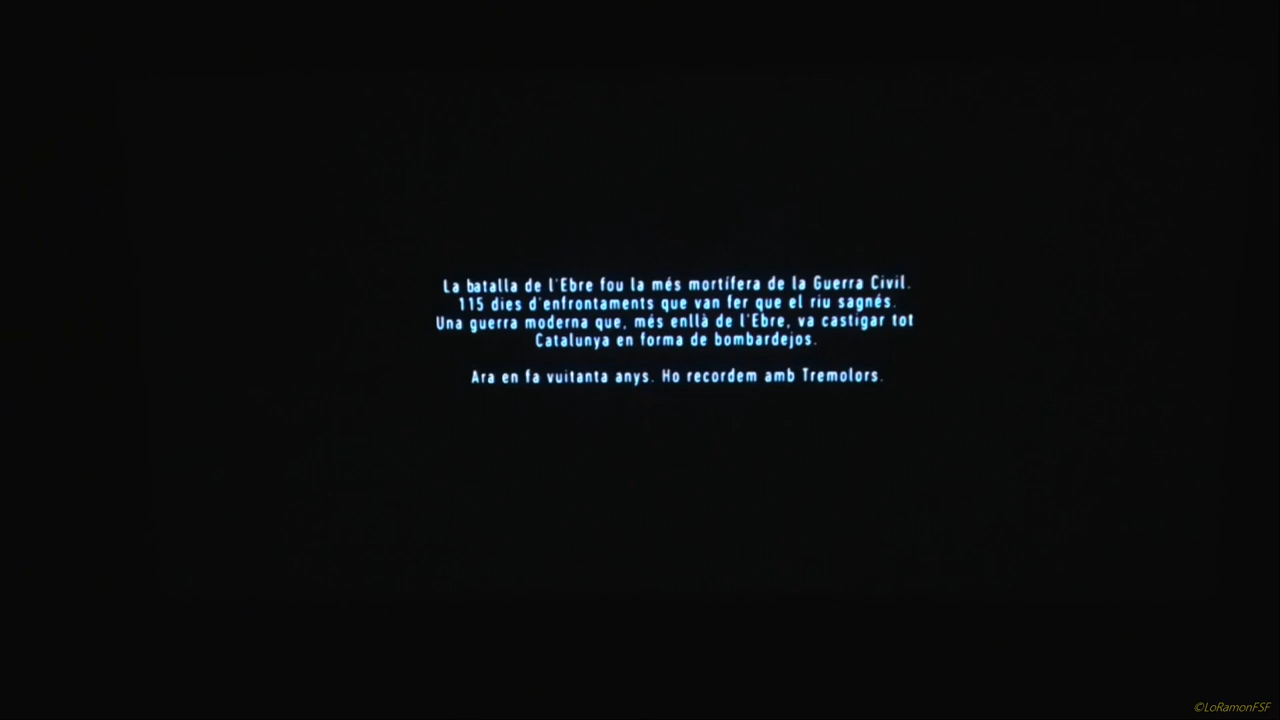 La batalla de l'Ebre fou la més mortífera de la Guerra Civil.
115 dies d'enfrontaments que van fer que el riu sagnés.
Una guerra moderna que, més enllà de l'Ebre, va castigar tot
Catalunya en forma de bombardejos.
Ara en fa vuitanta anys. Ho recordem amb Tremolors.
©LoRamonFSF